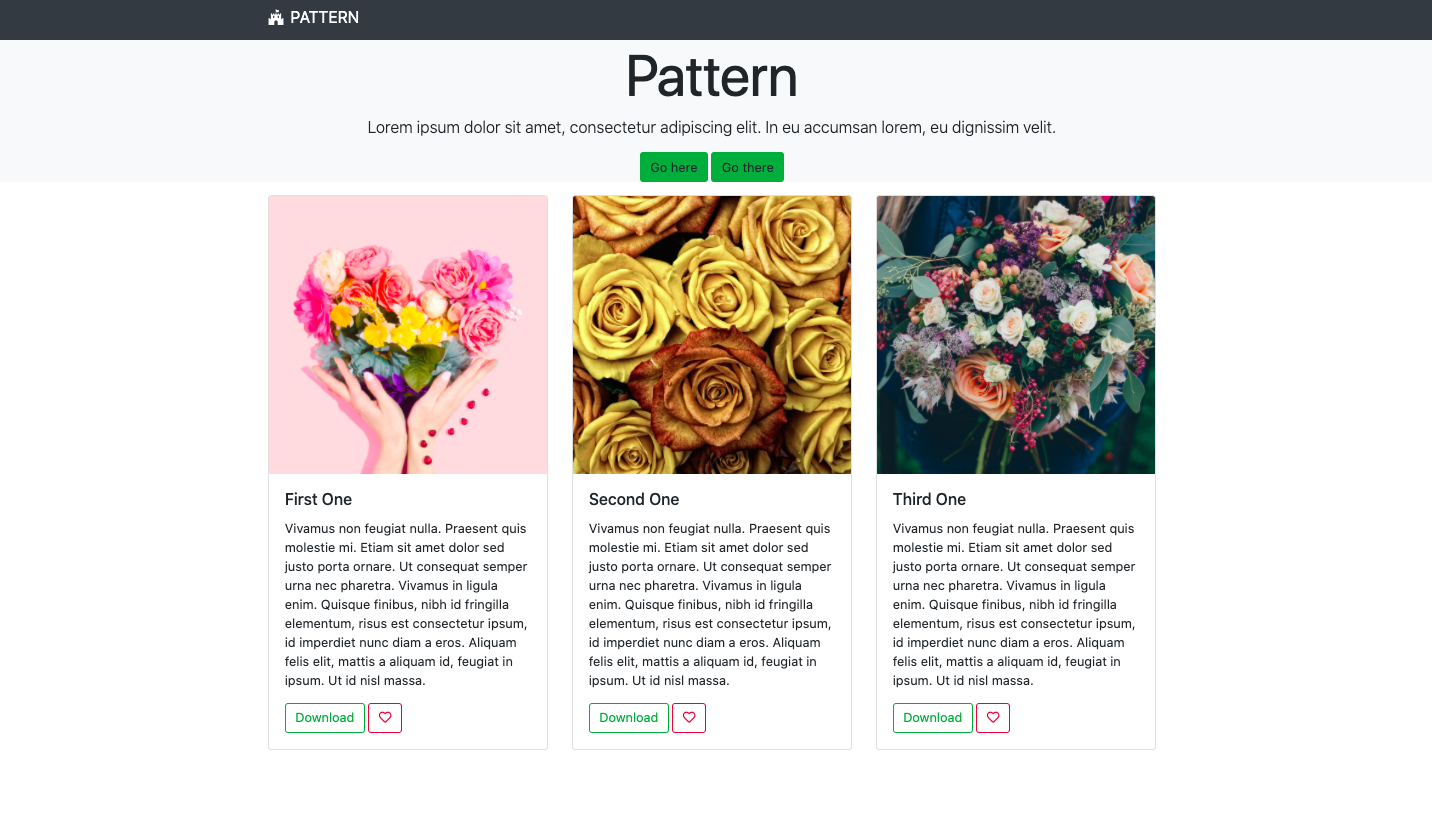 PATTERN
Pattern
Lorem ipsum dolor sit amet, consectetur adipiscing elit. In eu accumsan lorem, eu dignissim velit.
Go here
Go there
First One
Vivamus non feugiat nulla. Praesent quis
molestie mi. Etiam sit amet dolor sed
justo porta ornare. Ut consequat semper
urna nec pharetra. Vivamus in ligula
enim. Quisque finibus, nibh id fringilla
elementum, risus est consectetur ipsum,
id imperdiet nunc diam a eros. Aliquam
felis elit, mattis a aliquam id, feugiat in
ipsum. Ut id nisl massa.
Download
Second One
Vivamus non feugiat nulla. Praesent quis
molestie mi. Etiam sit amet dolor sed
justo porta ornare. Ut consequat semper
urna nec pharetra. Vivamus in ligula
enim. Quisque finibus, nibh id fringilla
elementum, risus est consectetur ipsum,
id imperdiet nunc diam a eros. Aliquam
felis elit, mattis a aliquam id, feugiat in
ipsum. Ut id nisl massa.
Download
Third One
Vivamus non feugiat nulla. Praesent quis
molestie mi. Etiam sit amet dolor sed
justo porta ornare. Ut consequat semper
urna nec pharetra. Vivamus in ligula
enim. Quisque finibus, nibh id fringilla
elementum, risus est consectetur ipsum,
id imperdiet nunc diam a eros. Aliquam
felis elit, mattis a aliquam id, feugiat in
ipsum. Ut id nisl massa.
Download